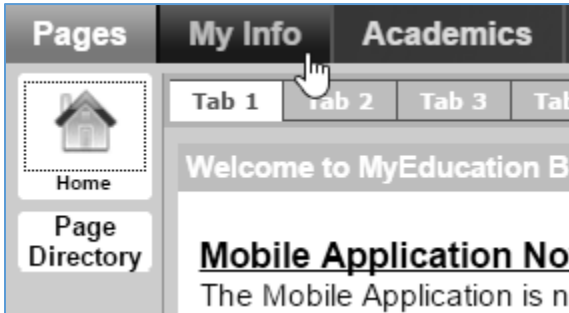 Pages My Info Academics
Tab 1 Tab 2 Tab 3
Home
Welcome to MyEducation B
Page
Directory
Mobile Application
The Mobile Application is